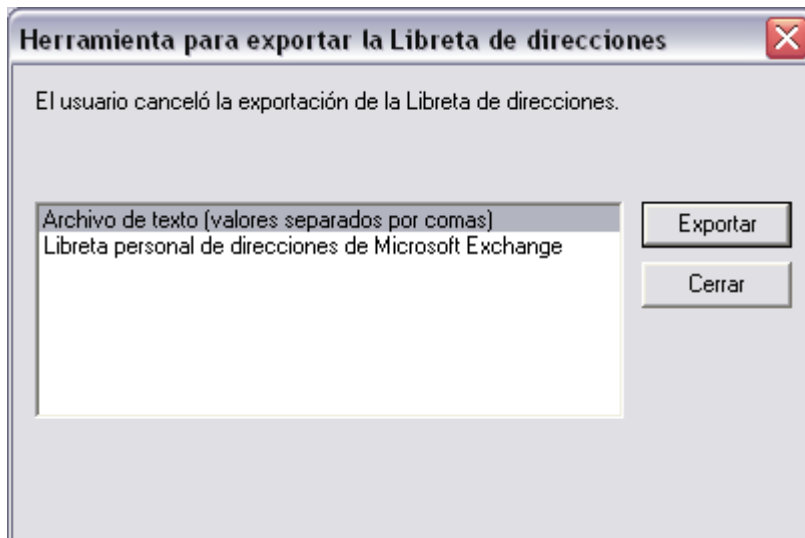 Herramienta para exportar la Libreta de direcciones
El usuario canceló la exportación de la Libreta de direcciones.
Archivo de texto (valores separados por comas)
Libreta personal de direcciones de Microsoft Exchange
Exportar
Cerrar